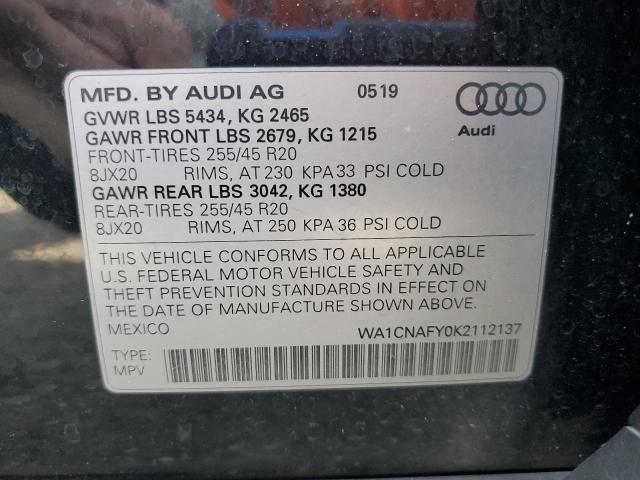 MFD. BY AUDI AG 0519
GVWR LBS 5434, KG 2465
GAWR FRONT LBS 2679, KG 1215
FRONT-TIRES 255/45 R20
8JX20 RIMS, AT 230 KPA 33 PSI COLD
GAWR REAR LBS 3042, KG 1380
REAR-TIRES 255/45 R20
8JX20 RIMS, AT 250 KPA 36 PSI COLD
Audi
THIS VEHICLE CONFORMS TO ALL APPLICABLE
U.S. FEDERAL MOTOR VEHICLE SAFETY AND
THEFT PREVENTION STANDARDS IN EFFECT ON
THE DATE OF MANUFACTURE SHOWN ABOVE.
MEXICO WA1CNAFY0K2112137
TYPE:
MPV